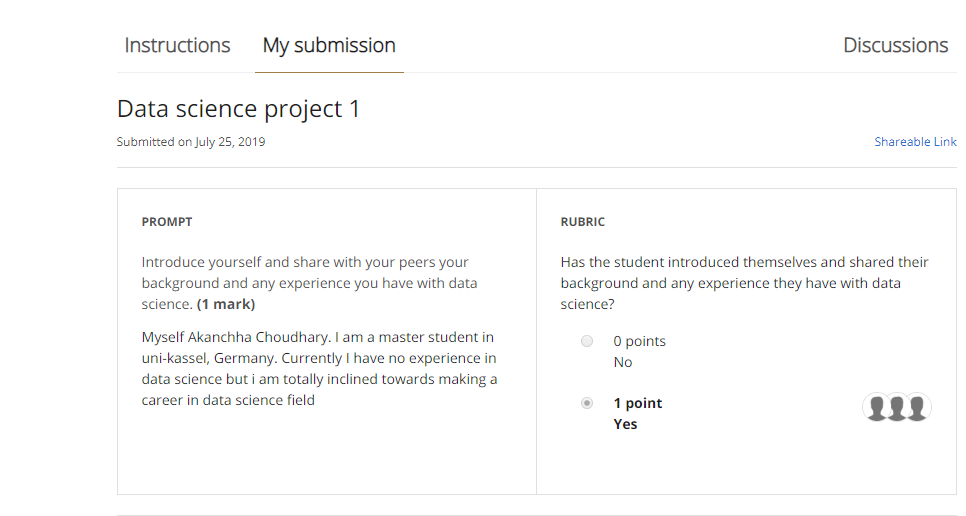 Instructions
My submission
Discussions
Data science project 1
Submitted on July 25, 2019
Shareable Link
PROMPT
Introduce yourself and share with your peers your
background and any experience you have with data
science. (1 mark)
Myself Akanchha Choudhary. I am a master student in
uni-kassel, Germany. Currently I have no experience in
data science but i am totally inclined towards making a
career in data science field
RUBRIC
Has the student introduced themselves and shared their
background and any experience they have with data
science?
0 points
No
1 point
Yes